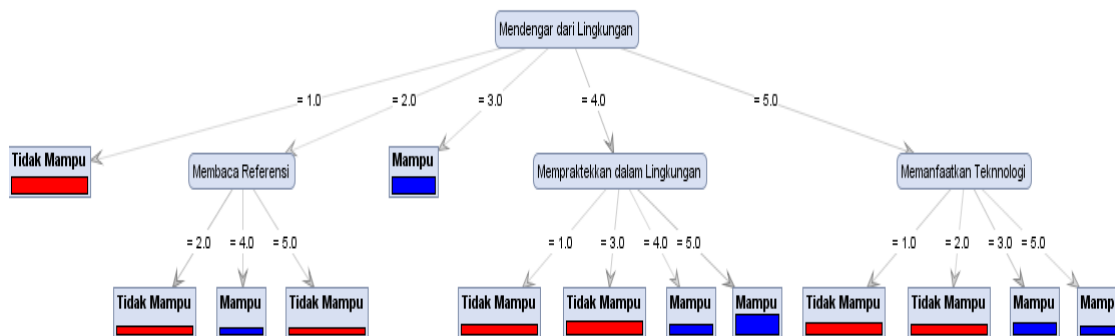 Mendengar dari Lingkungan
= 1.0
= 2.0
= 3.0
= 4.0
= 5.0
Tidak Mampu
Membaca Referensi
Mampu
Mempraktekkan dalam Lingkungan
Memanfaatkan Teknnologi
= 2.0
= 4.0
= 5.0
= 1.0
= 3.0
= 4.0
= 5.0
= 1.0
= 2.0
= 3.0
= 5.0
Tidak Mampu
Mampu
Tidak Mampu
Tidak Mampu
Tidak Mampu
Mampu
Mampu
Tidak Mampu
Tidak Mampu
Mampu
Mampu